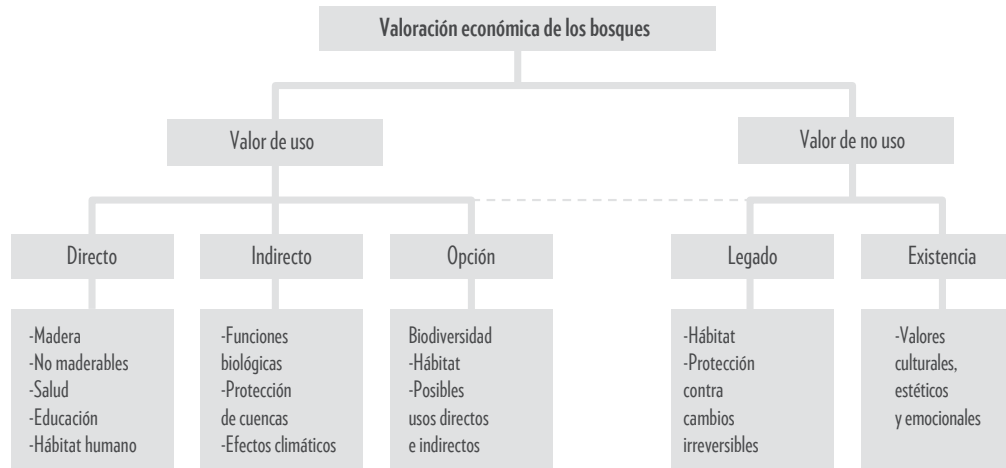 Valoración económica de los bosques
Valor de uso
Valor de no uso
Directo
Indirecto
Opción
Legado
Existencia
-Madera
-No maderables
-Salud
-Educación
-Hábitat humano
-Funciones
biológicas
-Protección
de cuencas
-Efectos climáticos
Biodiversidad
-Hábitat
-Posibles
usos directos
e indirectos
-Hábitat
-Protección
contra
cambios
irreversibles
-Valores
culturales,
estéticos
y emocionales